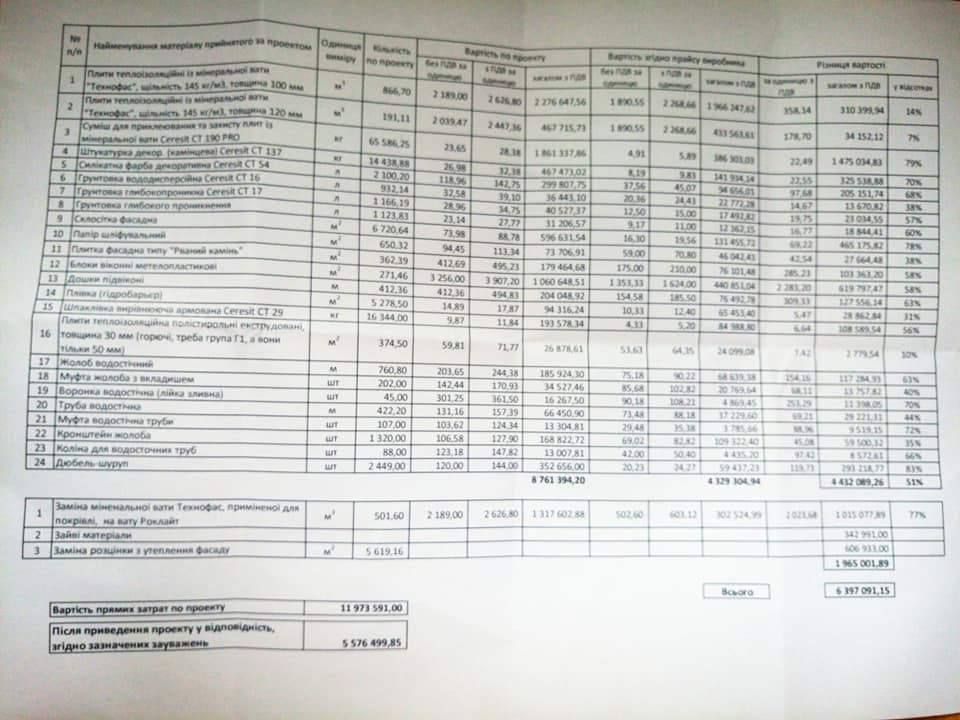 № п/п | Найменування матеріалу прийнятого за проектом | Одиниця виміру | Кількість по проекту | Вартість по проекту | Вартість згідно прайсу виробника | Різниця вартості
без ПДВ за одиницю | з ПДВ за одиницю | загалом з ПДВ | без ПДВ за одиницю | з ПДВ за одиницю | загалом з ПДВ | за одиницю з ПДВ | загалом з ПДВ | у відсотках
1 | Плити теплоізоляційні із мінеральної вати "Технофас", щільність 145 кг/м3, товщина 100 мм | м³ | 866,70 | 2 189,00 | 2 626,80 | 2 276 647,56 | 1 890,55 | 2 268,66 | 1 966 247,62 | 358,14 | 310 399,94 | 14%
2 | Плити теплоізоляційні із мінеральної вати "Технофас", щільність 145 кг/м3, товщина 120 мм | м³ | 191,11 | 2 039,47 | 2 447,36 | 467 715,73 | 1 890,55 | 2 268,66 | 433 563,61 | 178,70 | 34 152,12 | 7%
3 | Суміш для приклеювання та захисту плит із мінеральної вати Ceresit CT 190 PRO | кг | 65 586,25 | 23,65 | 28,38 | 1 861 337,86 | 4,91 | 5,89 | 386 303,03 | 22,49 | 1 475 034,83 | 79%
4 | Штукатурка декор. (камінцева) Ceresit CT 137 | кг | 14 438,88 | 26,98 | 32,38 | 467 473,02 | 8,19 | 9,83 | 141 934,14 | 22,55 | 325 538,88 | 70%
5 | Силікатна фарба декоративна Ceresit CT 54 | л | 2 100,20 | 118,96 | 142,75 | 299 807,75 | 37,56 | 45,07 | 94 656,01 | 97,68 | 205 151,74 | 68%
6 | Грунтовка вододисперсійна Ceresit CT 16 | л | 932,14 | 32,58 | 39,10 | 36 443,10 | 20,36 | 24,43 | 22 772,28 | 14,67 | 13 670,82 | 38%
7 | Грунтовка глибокопроникна Ceresit CT 17 | л | 1 166,19 | 28,96 | 34,75 | 40 527,37 | 12,50 | 15,00 | 17 492,82 | 19,75 | 23 034,55 | 57%
8 | Грунтовка глибокого проникнення | л | 1 123,83 | 23,14 | 27,77 | 31 206,57 | 9,17 | 11,00 | 12 362,15 | 16,77 | 18 844,41 | 60%
9 | Склосітка фасадна | м² | 6 720,64 | 73,98 | 88,78 | 596 631,54 | 16,30 | 19,56 | 131 455,72 | 69,22 | 465 175,82 | 78%
10 | Папір шліфувальний | м² | 650,32 | 94,45 | 113,34 | 73 706,91 | 59,00 | 70,80 | 46 042,43 | 42,54 | 27 664,48 | 38%
11 | Плитка фасадна типу "Рваний камінь" | м² | 362,39 | 412,69 | 495,23 | 179 464,68 | 175,00 | 210,00 | 76 101,48 | 285,23 | 103 363,20 | 58%
12 | Блоки віконні метелопластикові | м² | 271,46 | 3 256,00 | 3 907,20 | 1 060 648,51 | 1 353,33 | 1 624,00 | 440 851,04 | 2 283,20 | 619 797,47 | 58%
13 | Дошки підвіконі | м | 412,36 | 412,36 | 494,83 | 204 048,92 | 154,58 | 185,50 | 76 492,78 | 309,33 | 127 556,14 | 63%
14 | Плівка (гідробарьєр) | м² | 5 278,50 | 14,89 | 17,87 | 94 316,24 | 10,33 | 12,40 | 65 453,40 | 5,47 | 28 862,84 | 31%
15 | Шпаклівка вирівнююча армована Ceresit CT 29 | кг | 16 344,00 | 9,87 | 11,84 | 193 578,34 | 4,33 | 5,20 | 84 988,80 | 6,64 | 108 589,54 | 56%
16 | Плити теплоізоляційна полістирольні екструдовані, товщина 30 мм (горючі, треба група Г1, а вони тільки 50 мм) | м² | 374,50 | 59,81 | 71,77 | 26 878,61 | 53,63 | 64,35 | 24 099,08 | 7,42 | 2 779,54 | 10%
17 | Жолоб водостічний | м | 760,80 | 203,65 | 244,38 | 185 924,30 | 75,18 | 90,22 | 68 639,38 | 154,16 | 117 284,93 | 63%
18 | Муфта жолоба з вкладишем | шт | 202,00 | 142,44 | 170,93 | 34 527,46 | 85,68 | 102,82 | 20 769,64 | 68,11 | 13 757,82 | 40%
19 | Воронка водостічна (лійка зливна) | шт | 45,00 | 301,25 | 361,50 | 16 267,50 | 90,18 | 108,21 | 4 869,45 | 253,29 | 11 398,05 | 70%
20 | Труба водостічна | м | 422,20 | 131,16 | 157,39 | 66 450,90 | 73,48 | 88,18 | 37 229,60 | 69,21 | 29 221,31 | 44%
21 | Муфта водостічна труби | шт | 107,00 | 103,62 | 124,34 | 13 304,81 | 29,48 | 35,38 | 3 785,66 | 88,96 | 9 519,15 | 72%
22 | Кронштейн жолоба | шт | 1 320,00 | 106,58 | 127,90 | 168 822,72 | 69,02 | 82,82 | 109 322,40 | 45,08 | 59 500,32 | 35%
23 | Коліна для водосточних труб | шт | 88,00 | 123,18 | 147,82 | 13 007,81 | 42,00 | 50,40 | 4 435,20 | 97,42 | 8 572,61 | 66%
24 | Дюбель-шуруп | шт | 2 449,00 | 120,00 | 144,00 | 352 656,00 | 20,23 | 24,27 | 59 437,23 | 119,73 | 293 218,77 | 83%
8 761 394,20 | 4 329 304,94 | 4 432 089,26 | 51%
1 | Заміна міненальної вати Технофас, приміненої для покрівлі, на вату Роклайт | м³ | 501,60 | 2 189,00 | 2 626,80 | 1 317 602,88 | 502,60 | 603,12 | 302 524,99 | 2 023,68 | 1 015 077,89 | 77%
2 | Зайві матеріали | 342 991,00
3 | Заміна розцінки з утеплення фасаду | м² | 5 619,16 | 606 933,00
1 965 001,89
Всього | 6 397 091,15
Вартість прямих затрат по проекту | 11 973 591,00
Після приведення проекту у відповідність, згідно зазначених зауважень | 5 576 499,85